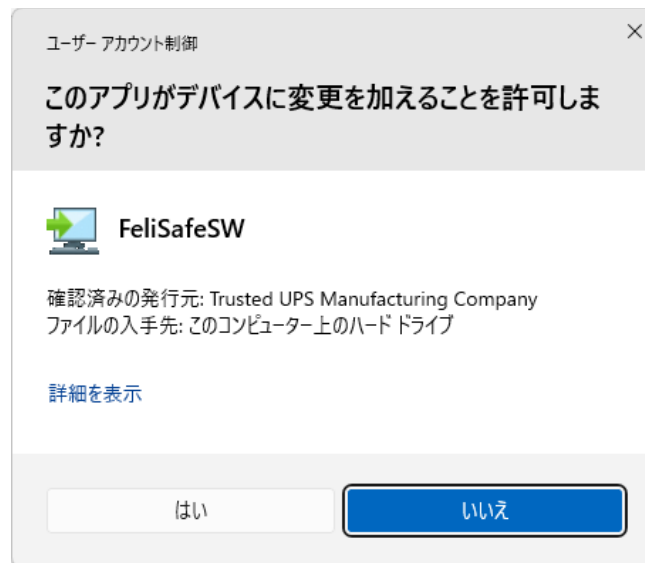 ユーザー アカウント制御
このアプリがデバイスに変更を加えることを許可しま
すか?
FeliSafeSW
確認済みの発行元: Trusted UPS Manufacturing Company
ファイルの入手先: このコンピューター上のハード ドライブ
詳細を表示
はい
いいえ